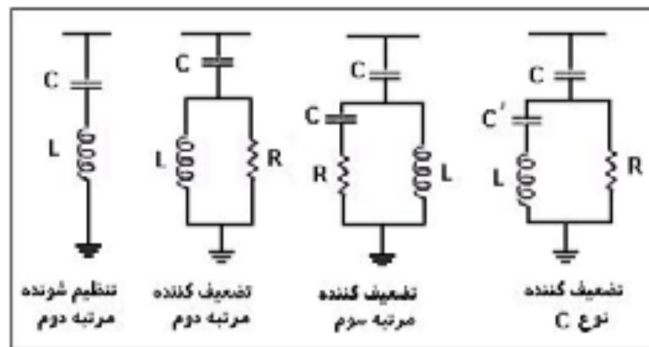 C
L
تنظیم شونده
مرتبه دوم
C
L
R
تضعیف کننده
مرتبه دوم
C
C
R
L
تضعیف کننده
مرتبه سوم
C
C'
L
R
تضعیف کننده
نوع C